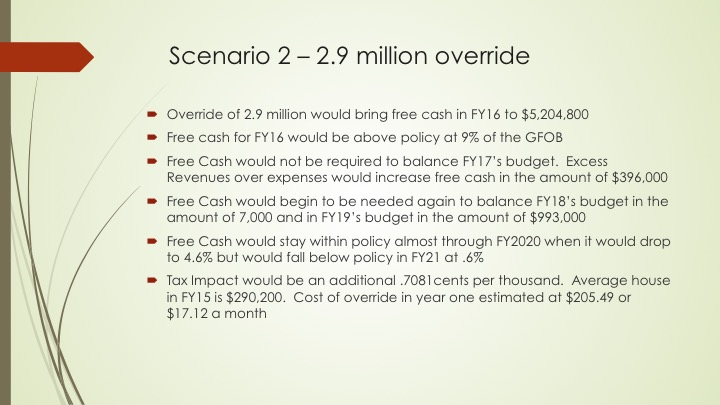 Scenario 2 – 2.9 million override
Override of 2.9 million would bring free cash in FY16 to $5,204,800
Free cash for FY16 would be above policy at 9% of the GFOB
Free Cash would not be required to balance FY17's budget.  Excess
Revenues over expenses would increase free cash in the amount of $396,000
Free Cash would begin to be needed again to balance FY18's budget in the
amount of 7,000 and in FY19's budget in the amount of $993,000
Free Cash would stay within policy almost through FY2020 when it would drop
to 4.6% but would fall below policy in FY21 at .6%
Tax Impact would be an additional .7081cents per thousand.  Average house
in FY15 is $290,200.  Cost of override in year one estimated at $205.49 or
$17.12 a month